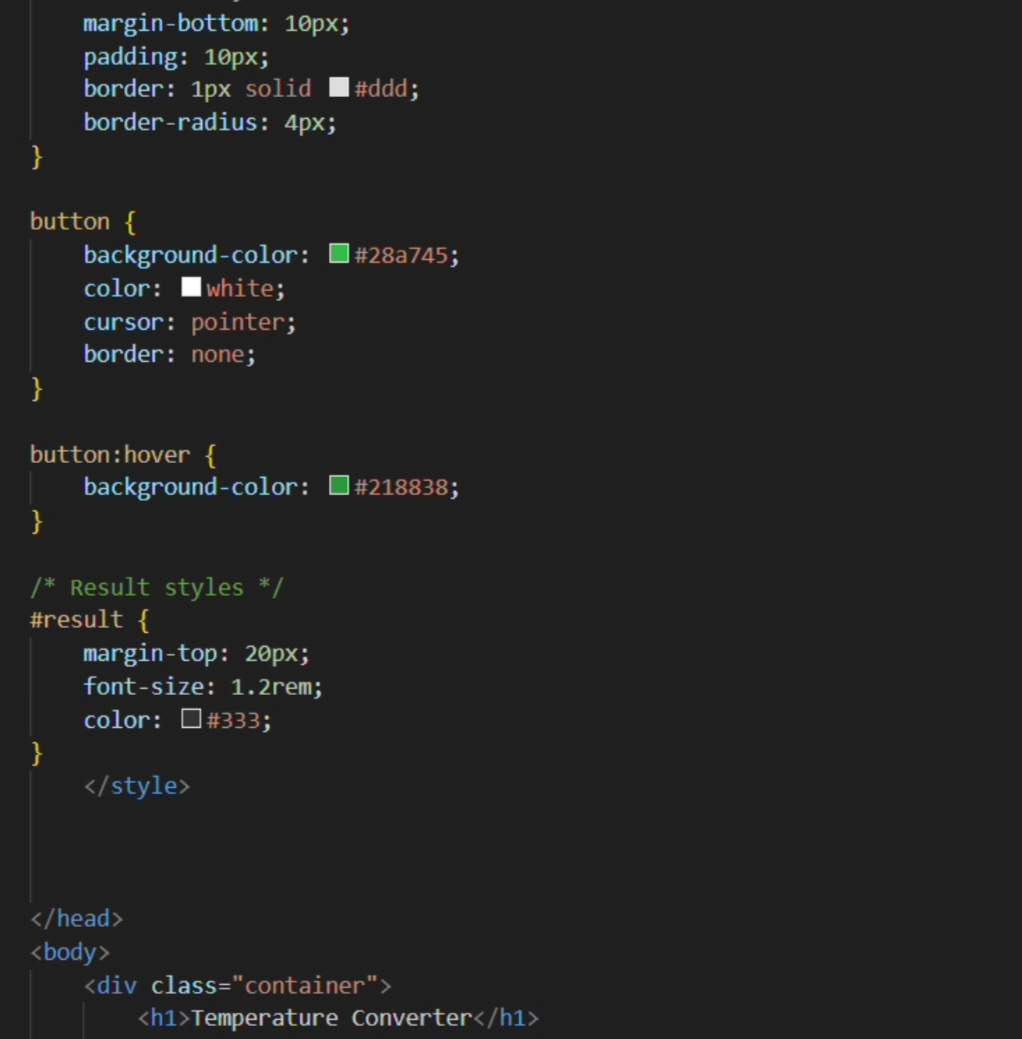 margin-bottom: 10px;
    padding: 10px;
    border: 1px solid #ddd;
    border-radius: 4px;
}

button {
    background-color: #28a745;
    color: white;
    cursor: pointer;
    border: none;
}

button:hover {
    background-color: #218838;
}

/* Result styles */
#result {
    margin-top: 20px;
    font-size: 1.2rem;
    color: #333;
}
    </style>



</head>
<body>
    <div class="container">
        <h1>Temperature Converter</h1>